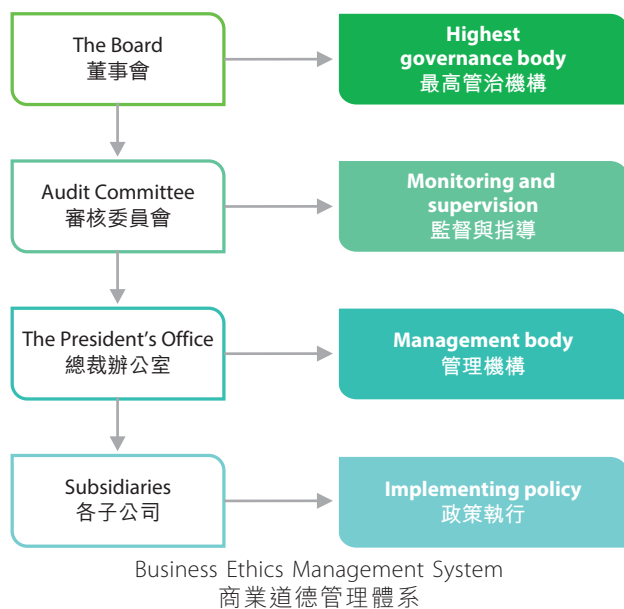 The Board
董事會
Highest
governance body
最高管治機構
Audit Committee
審核委員會
Monitoring and
supervision
監督與指導
The President’s Office
總裁辦公室
Management body
管理機構
Subsidiaries
各子公司
Implementing policy
政策執行
Business Ethics Management System
商業道德管理體系